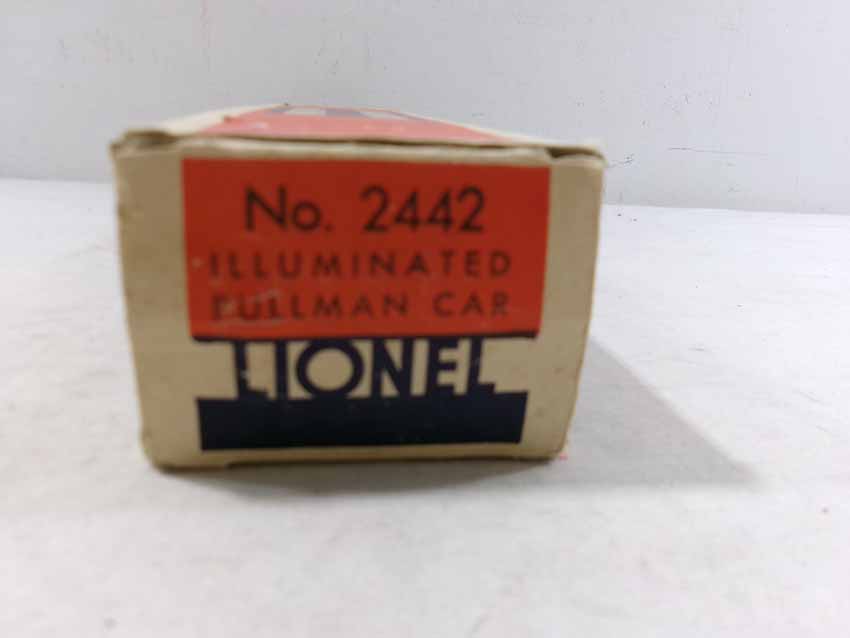 No. 2442
ILLUMINATED
PULLMAN CAR
LIONEL